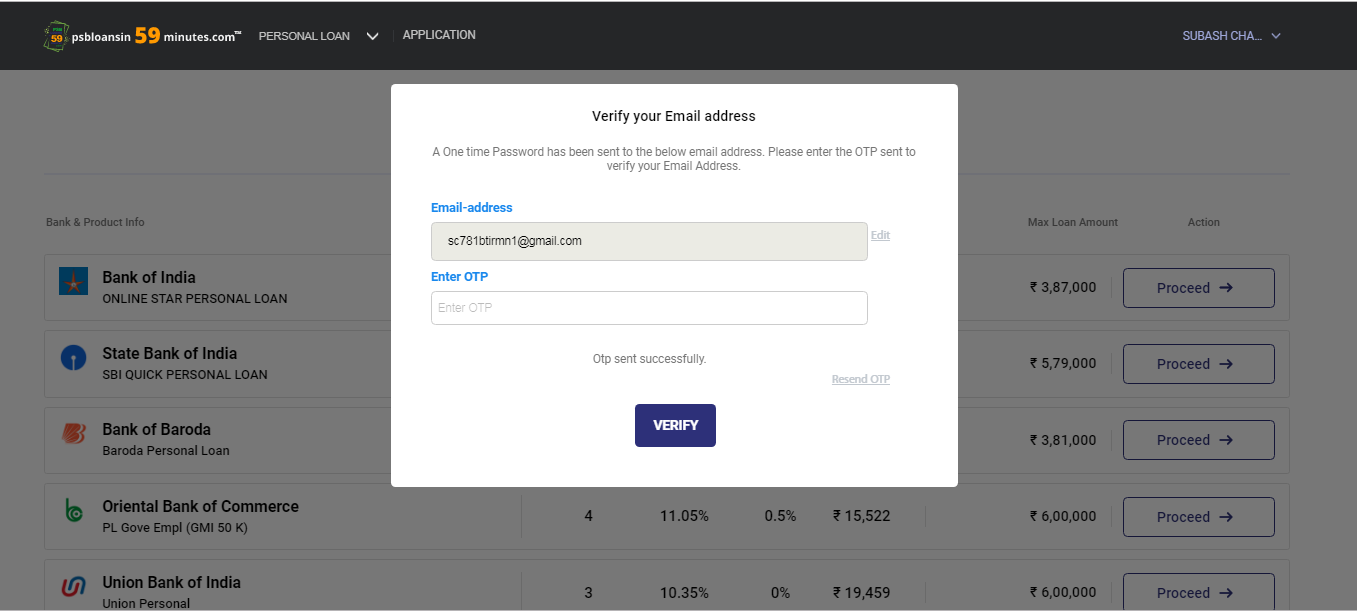 PSB
59
psbloansin 59 minutes.com™
PERSONAL LOAN
APPLICATION
SUBASH CHA...
Verify your Email address
A One time Password has been sent to the below email address. Please enter the OTP sent to
verify your Email Address.
Email-address
sc781btirmn1@gmail.com
Edit
Enter OTP
Enter OTP
Otp sent successfully.
Resend OTP
VERIFY
Bank & Product Info
Max Loan Amount
Action
Bank of India
ONLINE STAR PERSONAL LOAN
₹ 3,87,000
Proceed →
State Bank of India
SBI QUICK PERSONAL LOAN
₹ 5,79,000
Proceed →
Bank of Baroda
Baroda Personal Loan
₹ 3,81,000
Proceed →
Oriental Bank of Commerce
PL Gove Empl (GMI 50 K)
4
11.05%
0.5%
₹ 15,522
₹ 6,00,000
Proceed →
Union Bank of India
Union Personal
3
10.35%
0%
₹ 19,459
₹ 6,00,000
Proceed →